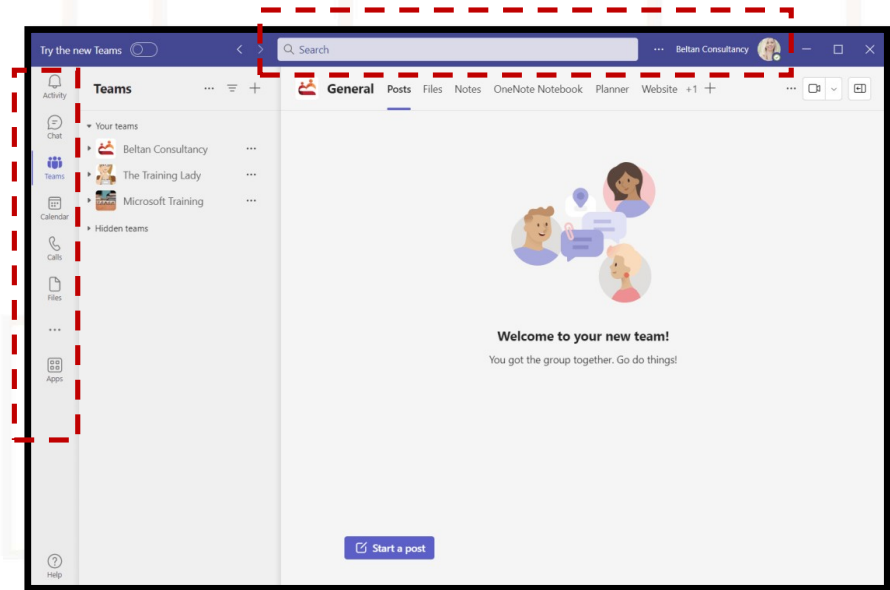 Try the new Teams
Search
Beltan Consultancy
Activity
Chat
Teams
Calendar
Calls
Files
Apps
Help
Teams
Your teams
Beltan Consultancy
The Training Lady
Microsoft Training
Hidden teams
General Posts Files Notes OneNote Notebook Planner Website +1
Welcome to your new team!
You got the group together. Go do things!
Start a post